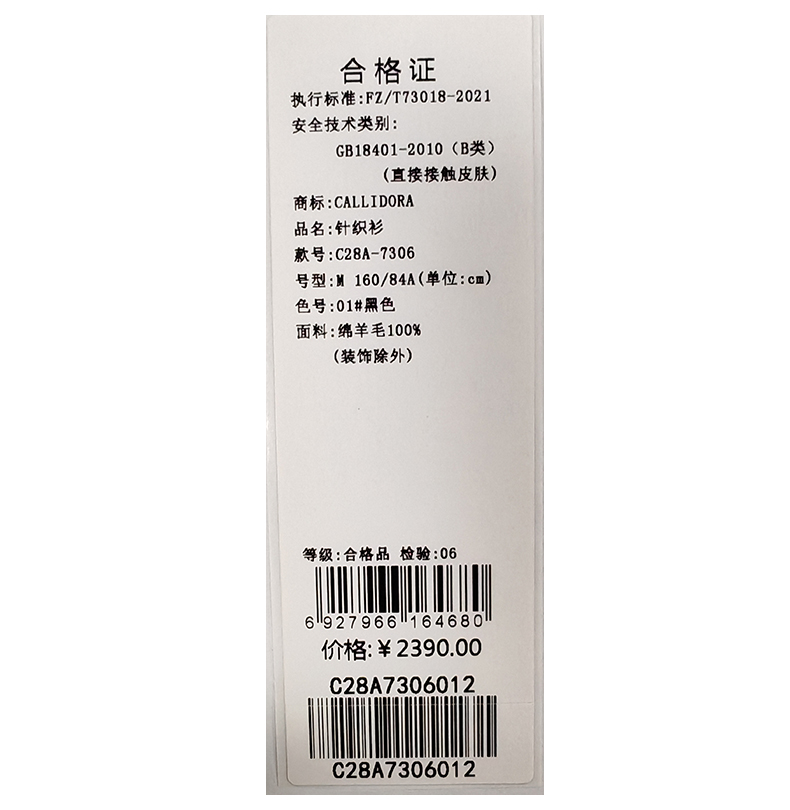 合格证
执行标准:FZ/T73018-2021
安全技术类别:
GB18401-2010（B类）
(直接接触皮肤)
商标:CALLIDORA
品名:针织衫
款号:C28A-7306
号型:M 160/84A(单位:cm)
色号:01#黑色
面料:绵羊毛100%
(装饰除外)
等级:合格品 检验:06
6 927966 164680
价格:￥2390.00
C28A7306012
C28A7306012